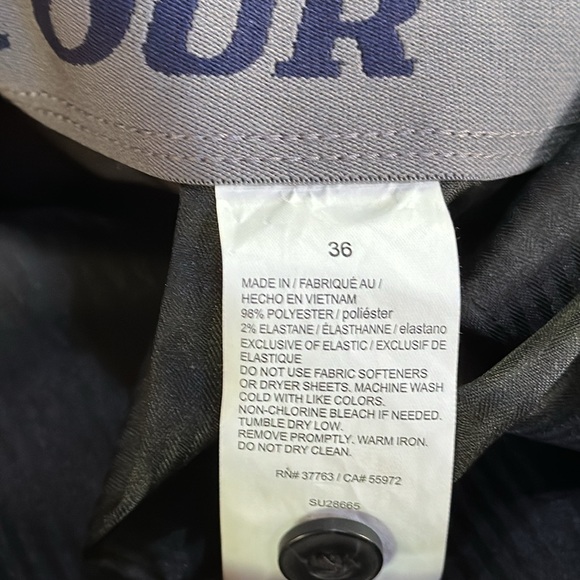 OUR
36
MADE IN / FABRIQUÉ AU /
HECHO EN VIETNAM
98% POLYESTER / poliéster
2% ELASTANE / ÉLASTHANNE / elastano
EXCLUSIVE OF ELASTIC / EXCLUSIF DE
ELASTIQUE
DO NOT USE FABRIC SOFTENERS
OR DRYER SHEETS. MACHINE WASH
COLD WITH LIKE COLORS.
NON-CHLORINE BLEACH IF NEEDED.
TUMBLE DRY LOW.
REMOVE PROMPTLY. WARM IRON.
DO NOT DRY CLEAN.
RÑ# 37763 / CA# 55972
SU28665